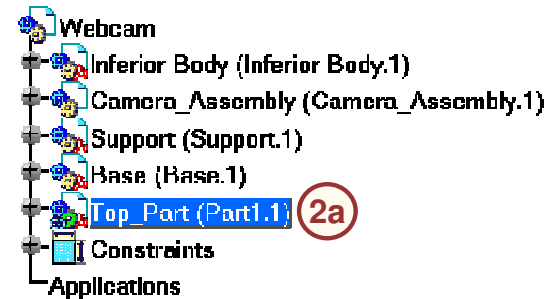 Webcam
Inferior Body (Inferior Body.1)
Camera_Assembly (Camera_Assembly.1)
Support (Support.1)
Base (Base.1)
Top_Part (Part1.1) 2a
Constraints
Applications